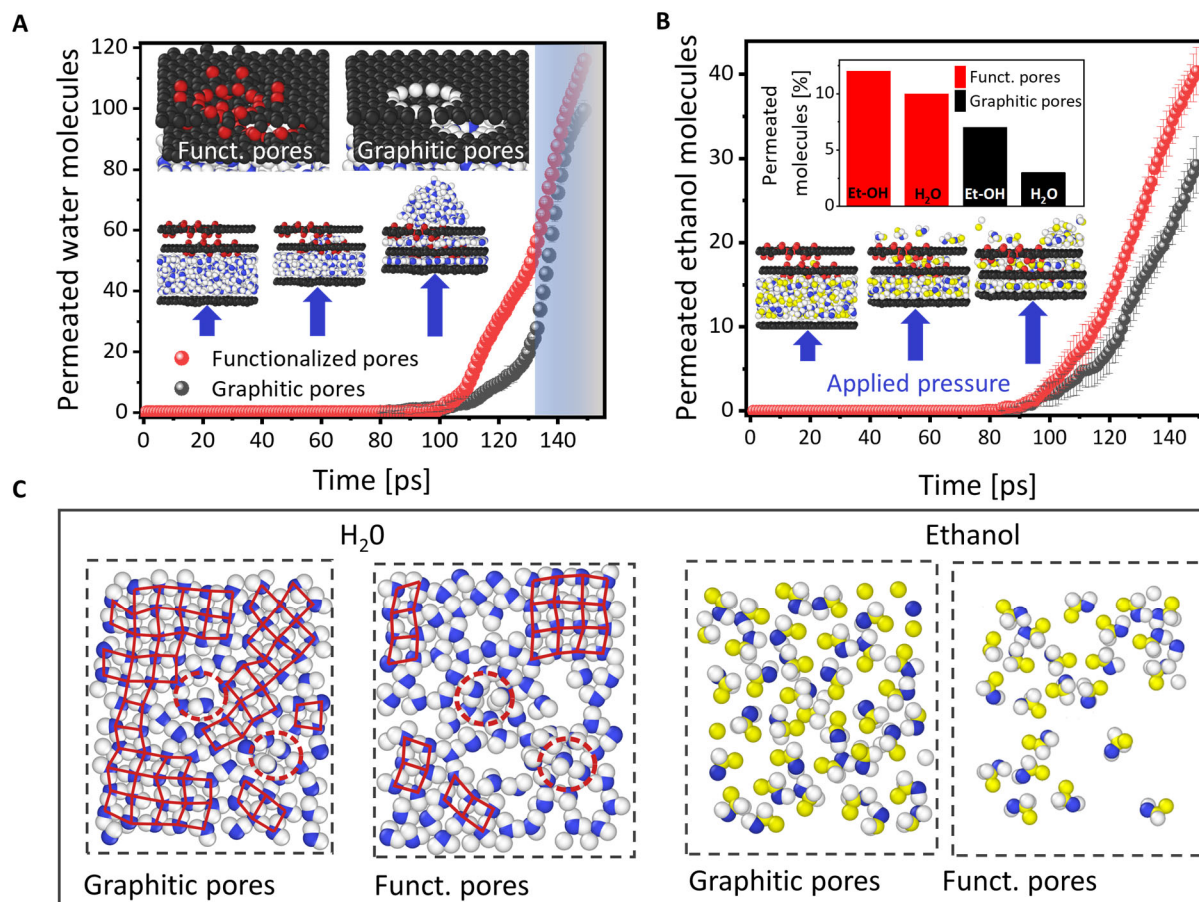 A
Permeated water molecules
120
100
80
60
40
20
0
Funct. pores
Graphitic pores
Functionalized pores
Graphitic pores
0 20 40 60 80 100 120 140
Time [ps]
B
Permeated ethanol molecules
40
30
20
10
0
Permeated
molecules [%]
10
5
0
Funct. pores
Graphitic pores
Et-OH
H₂O
Et-OH
H₂O
Applied pressure
0 20 40 60 80 100 120 140
Time [ps]
C
H₂0
Ethanol
Graphitic pores
Funct. pores
Graphitic pores
Funct. pores